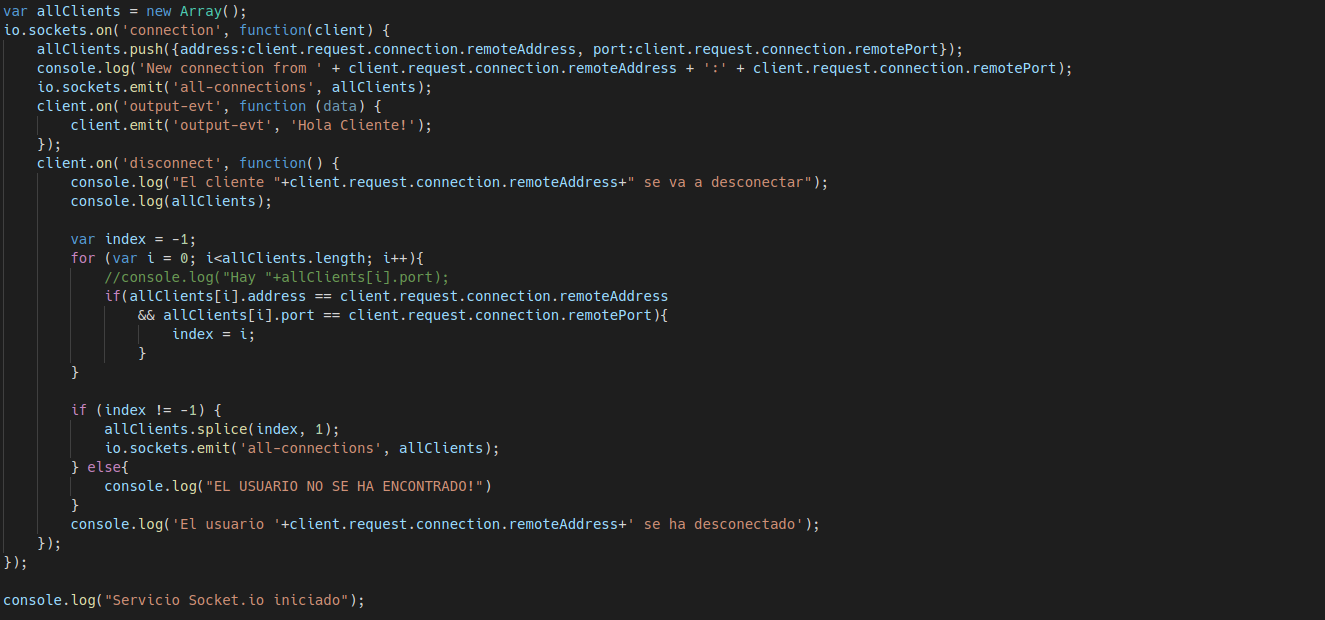 var allClients = new Array();
io.sockets.on('connection', function(client) {
    allClients.push({address:client.request.connection.remoteAddress, port:client.request.connection.remotePort});
    console.log('New connection from ' + client.request.connection.remoteAddress + ':' + client.request.connection.remotePort);
    io.sockets.emit('all-connections', allClients);
    client.on('output-evt', function (data) {
        client.emit('output-evt', 'Hola Cliente!');
    });
    client.on('disconnect', function() {
        console.log("El cliente "+client.request.connection.remoteAddress+" se va a desconectar");
        console.log(allClients);

        var index = -1;
        for (var i = 0; i<allClients.length; i++){
            //console.log("Hay "+allClients[i].port);
            if(allClients[i].address == client.request.connection.remoteAddress
                && allClients[i].port == client.request.connection.remotePort){
                    index = i;
                }
        }

        if (index != -1) {
            allClients.splice(index, 1);
            io.sockets.emit('all-connections', allClients);
        } else{
            console.log("EL USUARIO NO SE HA ENCONTRADO!")
        }
        console.log('El usuario '+client.request.connection.remoteAddress+' se ha desconectado');
    });
});

console.log("Servicio Socket.io iniciado");